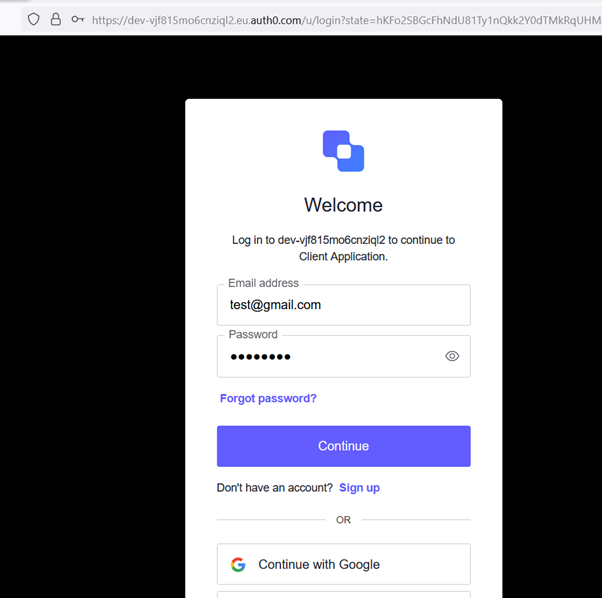 https://dev-vjf815mo6cnziql2.eu.auth0.com/u/login?state=hKFo2SBGcFhNdU81Ty1nQkk2Y0dTMkRqUHM
Welcome
Log in to dev-vjf815mo6cnziql2 to continue to
Client Application.
Email address
test@gmail.com
Password
●●●●●●●●
Forgot password?
Continue
Don't have an account? Sign up
OR
Continue with Google